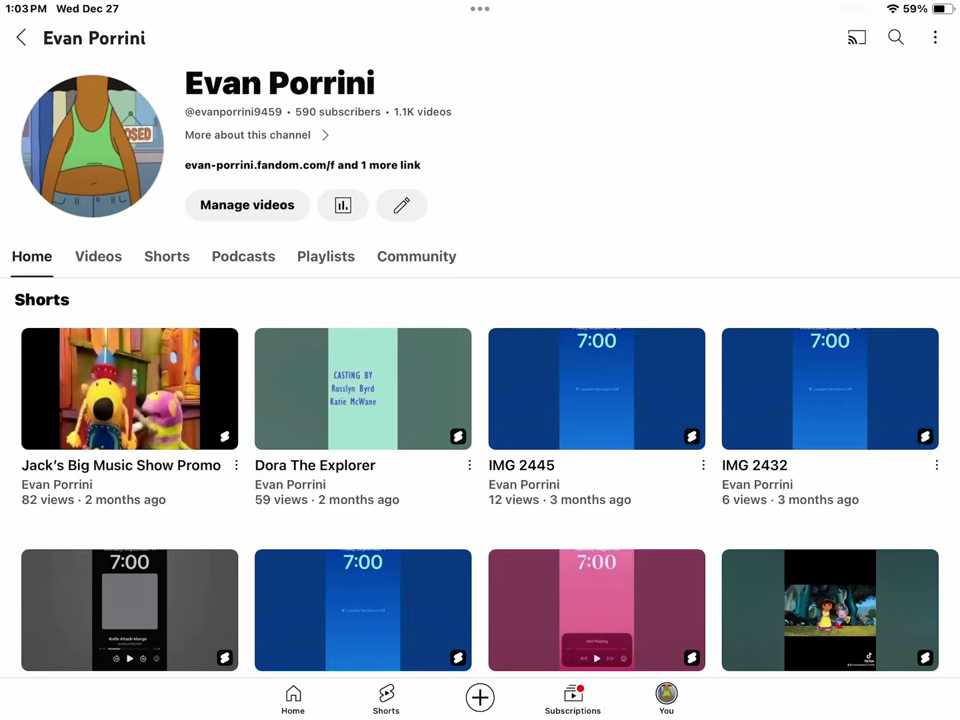 1:03 PM Wed Dec 27
59%
Evan Porrini
Evan Porrini
@evanporrini9459 • 590 subscribers • 1.1K videos
More about this channel
evan-porrini.fandom.com/f and 1 more link
Manage videos
Home Videos Shorts Podcasts Playlists Community
Shorts
CASTING BY
Rosslyn Byrd
Katie McWane
7:00
7:00
Jack's Big Music Show Promo
Evan Porrini
82 views · 2 months ago
Dora The Explorer
Evan Porrini
59 views · 2 months ago
IMG 2445
Evan Porrini
12 views · 3 months ago
IMG 2432
Evan Porrini
6 views · 3 months ago
7:00
7:00
7:00
Not Playing
TikTok
Home Shorts Subscriptions You